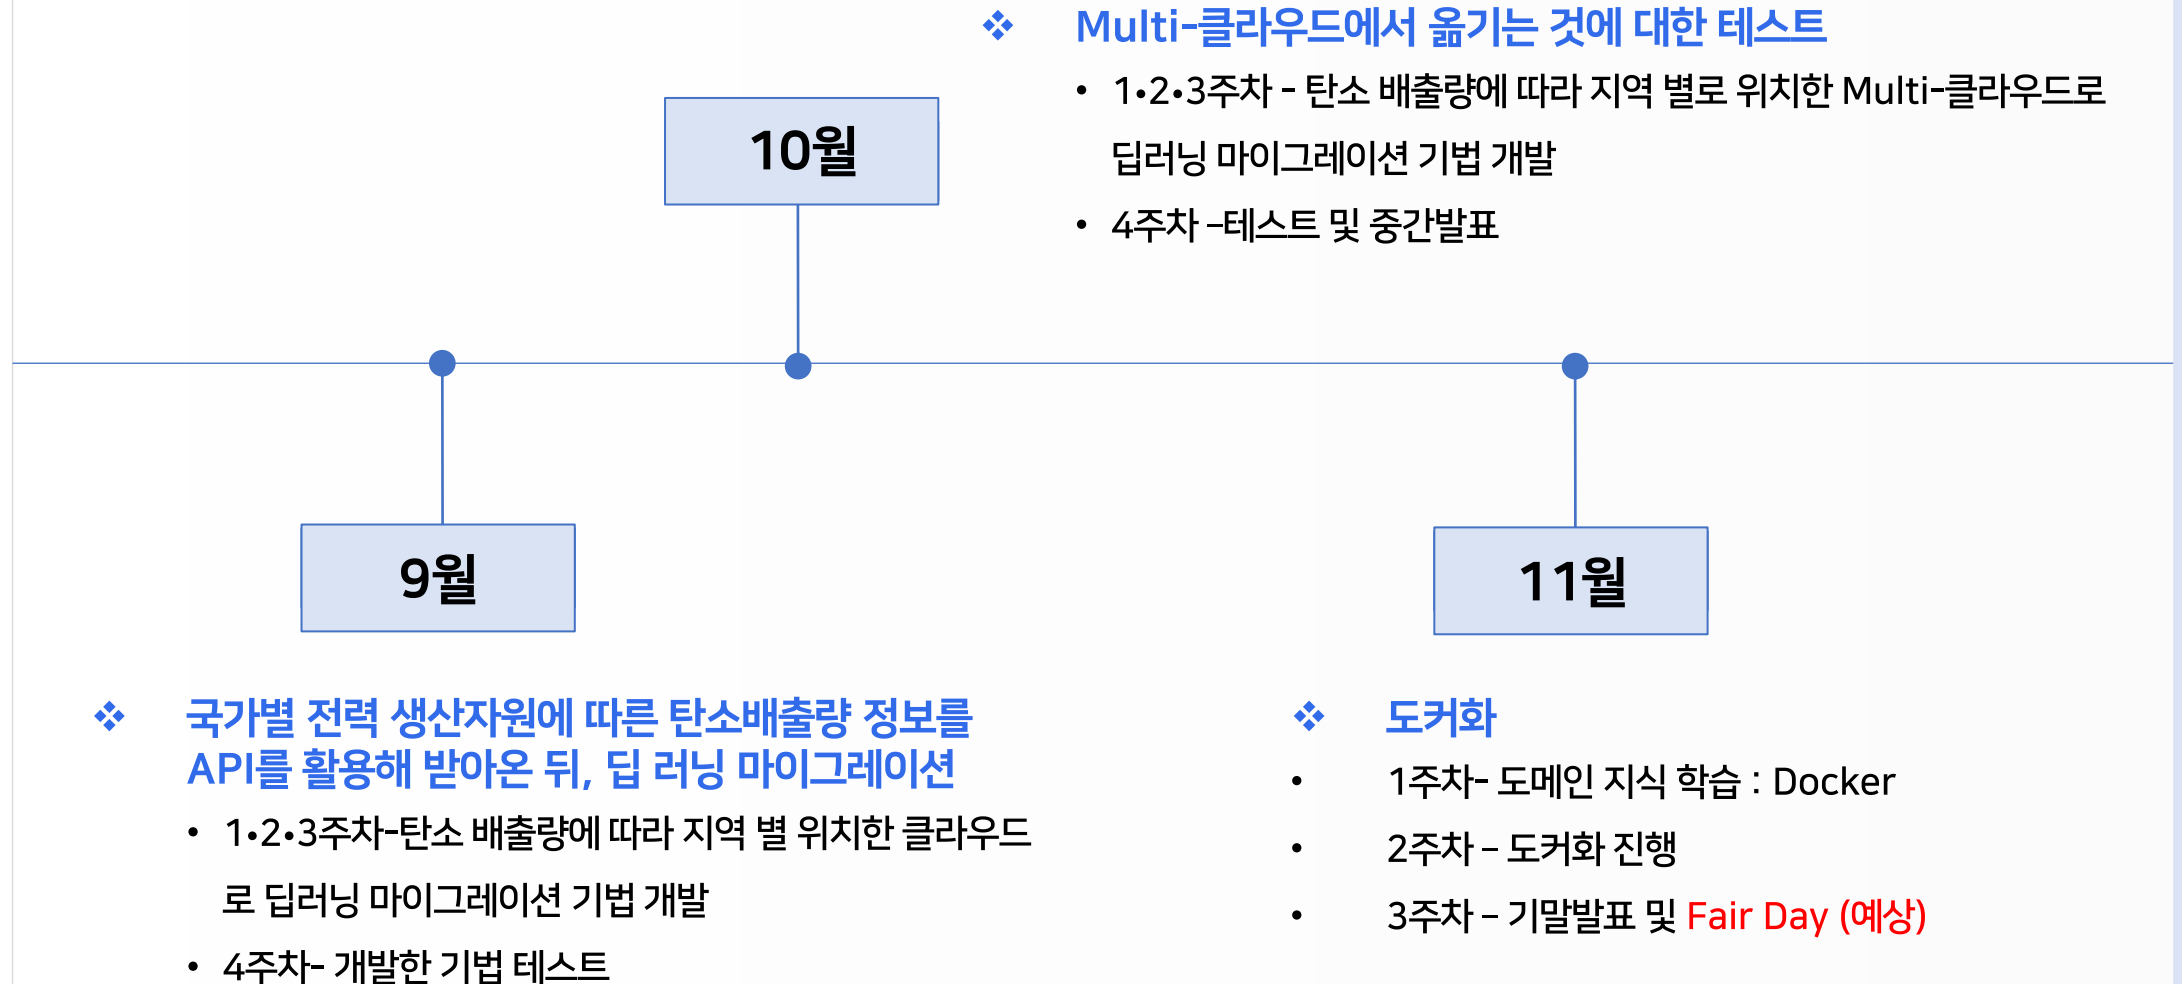 ❖ Multi-클라우드에서 옮기는 것에 대한 테스트
• 1•2•3주차 - 탄소 배출량에 따라 지역 별로 위치한 Multi-클라우드로
딥러닝 마이그레이션 기법 개발
• 4주차 –테스트 및 중간발표
10월
9월
11월
❖ 국가별 전력 생산자원에 따른 탄소배출량 정보를
API를 활용해 받아온 뒤, 딥 러닝 마이그레이션
• 1•2•3주차-탄소 배출량에 따라 지역 별 위치한 클라우드
로 딥러닝 마이그레이션 기법 개발
• 4주차- 개발한 기법 테스트
❖ 도커화
• 1주차- 도메인 지식 학습 : Docker
• 2주차 – 도커화 진행
• 3주차 – 기말발표 및 Fair Day (예상)